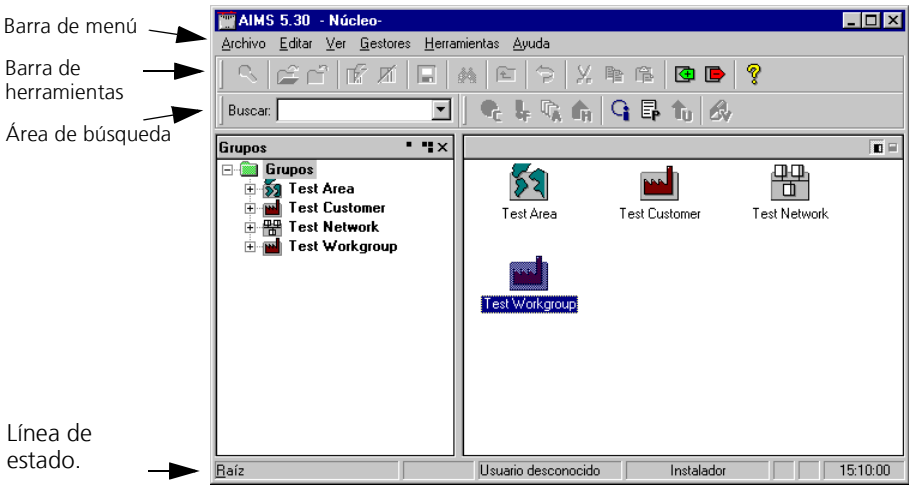 Barra de menú
Barra de
herramientas
Área de búsqueda
Línea de
estado.
AIMS 5.30 - Núcleo-
Archivo Editar Ver Gestores Herramientas Ayuda
Buscar:
Grupos
Grupos
Test Area
Test Customer
Test Network
Test Workgroup
Test Area Test Customer Test Network
Test Workgroup
Raíz Usuario desconocido Instalador 15:10:00